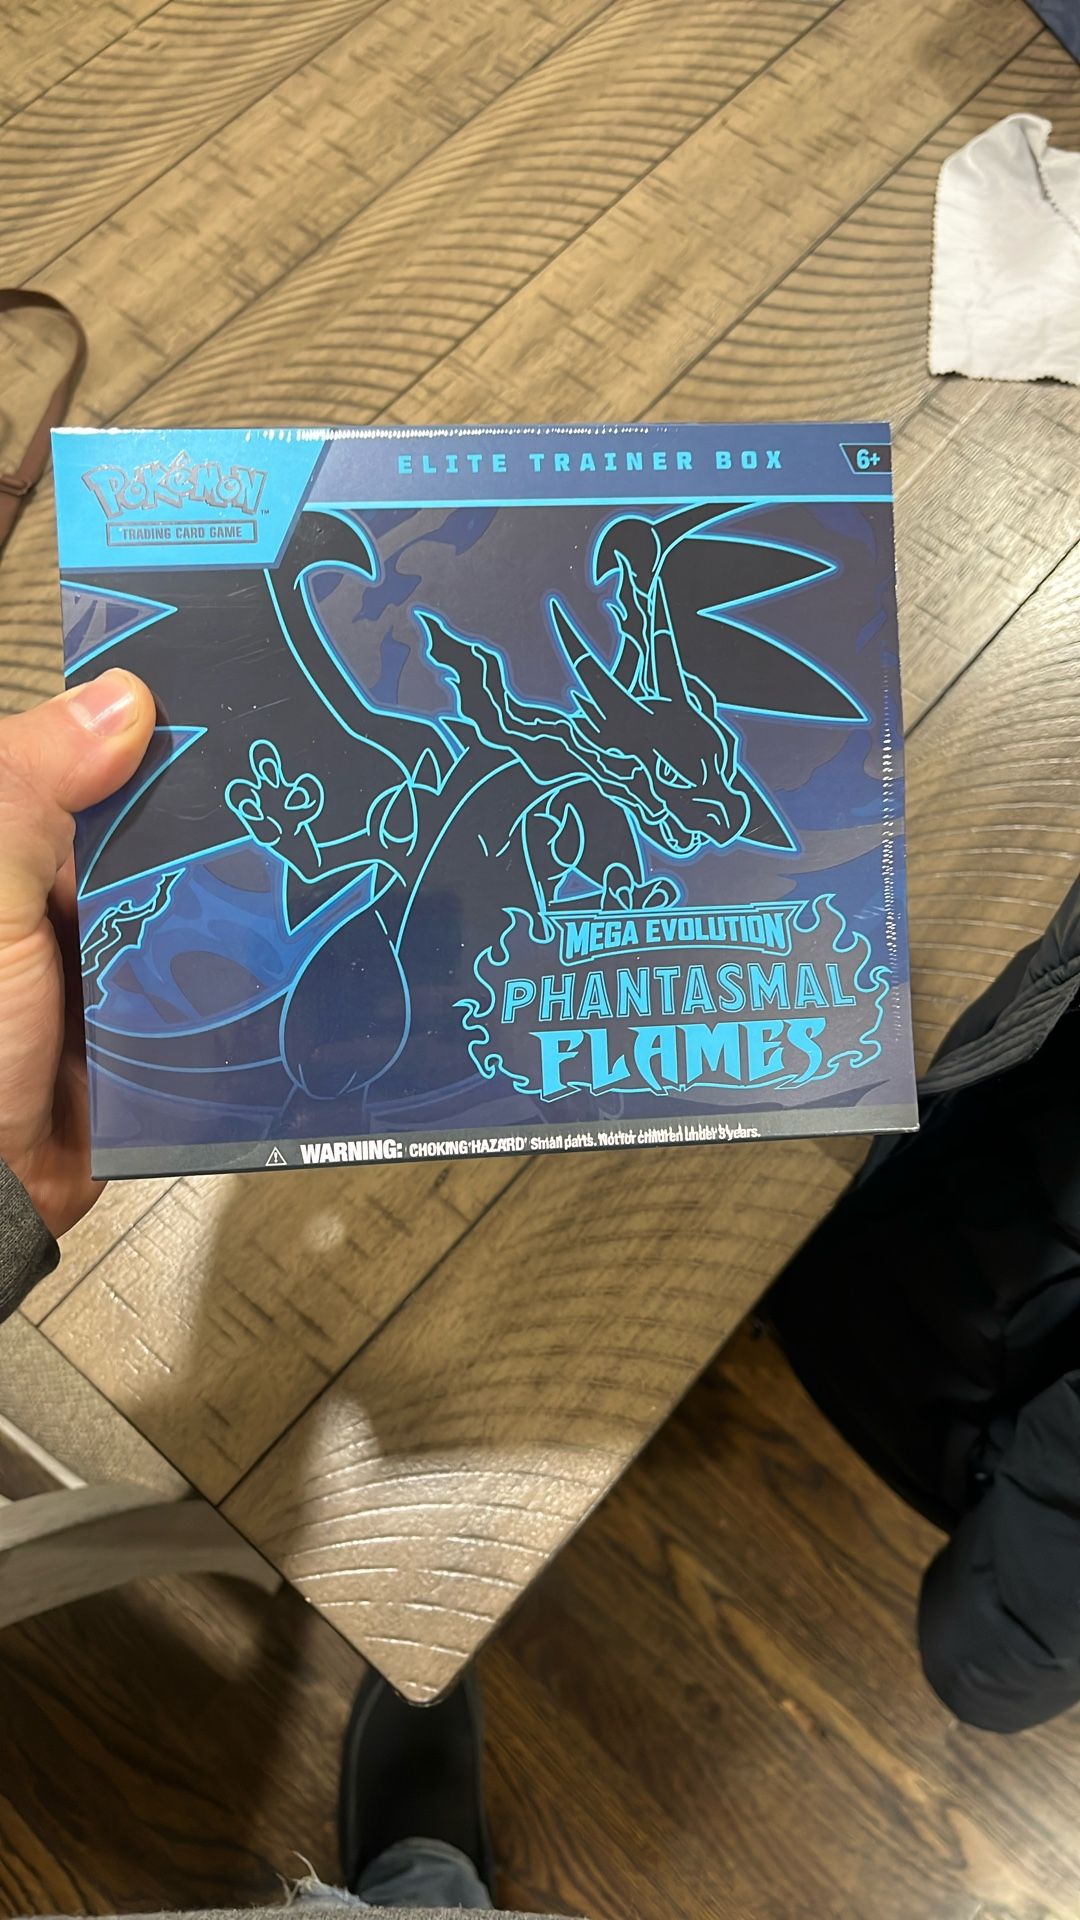 POKÉMON™
TRADING CARD GAME
ELITE TRAINER BOX
6+
MEGA EVOLUTION
PHANTASMAL
FLAMES
WARNING: CHOKING HAZARD Small parts. Not for children under 3 years.